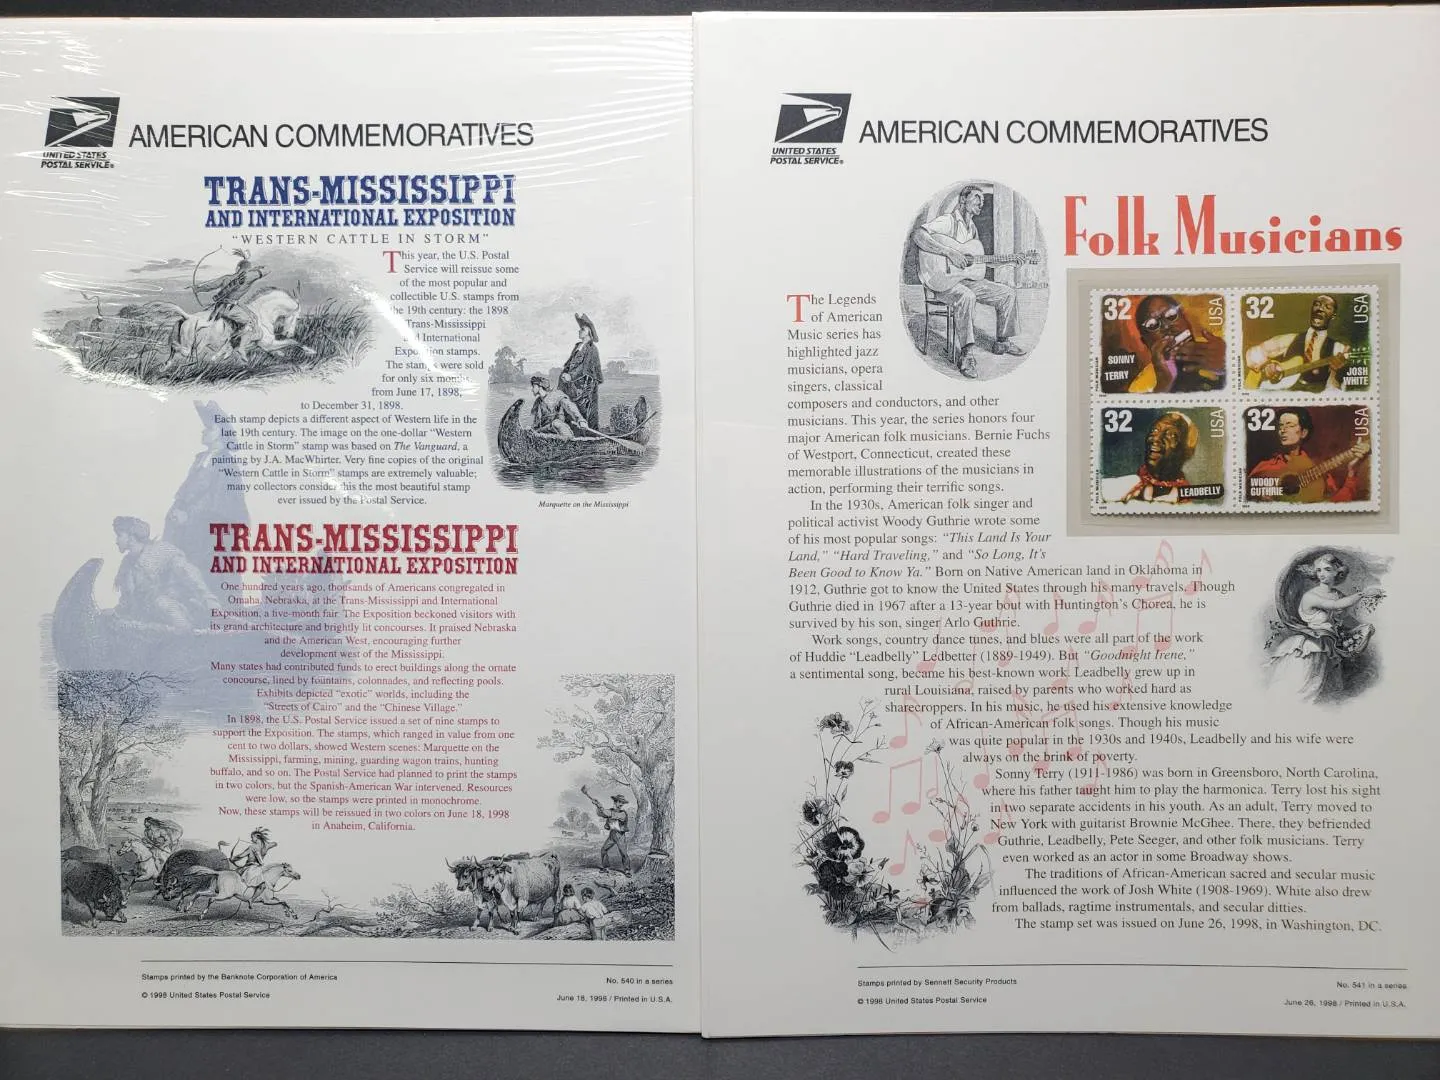 UNITED STATES
POSTAL SERVICE®
AMERICAN COMMEMORATIVES
TRANS-MISSISSIPPI
AND INTERNATIONAL EXPOSITION
"WESTERN CATTLE IN STORM"
This year, the U.S. Postal
Service will reissue some
of the most popular and
collectible U.S. stamps from
the 19th century: the 1898
Trans-Mississippi
and International
Exposition stamps.
The stamps were sold
for only six months,
from June 17, 1898,
to December 31, 1898.
Each stamp depicts a different aspect of Western life in the
late 19th century. The image on the one-dollar "Western
Cattle in Storm" stamp was based on The Vanguard, a
painting by J.A. MacWhirter. Very fine copies of the original
"Western Cattle in Storm" stamps are extremely valuable;
many collectors consider this the most beautiful stamp
ever issued by the Postal Service.
Marquette on the Mississippi
TRANS-MISSISSIPPI
AND INTERNATIONAL EXPOSITION
One hundred years ago, thousands of Americans congregated in
Omaha, Nebraska, at the Trans-Mississippi and International
Exposition, a five-month fair. The Exposition beckoned visitors with
its grand architecture and brightly lit concourses. It praised Nebraska
and the American West, encouraging further
development west of the Mississippi.
Many states had contributed funds to erect buildings along the ornate
concourse, lined by fountains, colonnades, and reflecting pools.
Exhibits depicted "exotic" worlds, including the
"Streets of Cairo" and the "Chinese Village."
In 1898, the U.S. Postal Service issued a set of nine stamps to
support the Exposition. The stamps, which ranged in value from one
cent to two dollars, showed Western scenes: Marquette on the
Mississippi, farming, mining, guarding wagon trains, hunting
buffalo, and so on. The Postal Service had planned to print the stamps
in two colors, but the Spanish-American War intervened. Resources
were low, so the stamps were printed in monochrome.
Now, these stamps will be reissued in two colors on June 18, 1998
in Anaheim, California.
Stamps printed by the Banknote Corporation of America
© 1998 United States Postal Service
No. 540 in a series
June 18, 1998 / Printed in U.S.A.
UNITED STATES
POSTAL SERVICE®
AMERICAN COMMEMORATIVES
Folk Musicians
The Legends
of American
Music series has
highlighted jazz
musicians, opera
singers, classical
composers and conductors, and other
musicians. This year, the series honors four
major American folk musicians. Bernie Fuchs
of Westport, Connecticut, created these
memorable illustrations of the musicians in
action, performing their terrific songs.
In the 1930s, American folk singer and
political activist Woody Guthrie wrote some
of his most popular songs: "This Land Is Your
Land," "Hard Traveling," and "So Long, It's
Been Good to Know Ya." Born on Native American land in Oklahoma in
1912, Guthrie got to know the United States through his many travels. Though
Guthrie died in 1967 after a 13-year bout with Huntington's Chorea, he is
survived by his son, singer Arlo Guthrie.
Work songs, country dance tunes, and blues were all part of the work
of Huddie "Leadbelly" Ledbetter (1889-1949). But "Goodnight Irene,"
a sentimental song, became his best-known work. Leadbelly grew up in
rural Louisiana, raised by parents who worked hard as
sharecroppers. In his music, he used his extensive knowledge
of African-American folk songs. Though his music
was quite popular in the 1930s and 1940s, Leadbelly and his wife were
always on the brink of poverty.
Sonny Terry (1911-1986) was born in Greensboro, North Carolina,
where his father taught him to play the harmonica. Terry lost his sight
in two separate accidents in his youth. As an adult, Terry moved to
New York with guitarist Brownie McGhee. There, they befriended
Guthrie, Leadbelly, Pete Seeger, and other folk musicians. Terry
even worked as an actor in some Broadway shows.
The traditions of African-American sacred and secular music
influenced the work of Josh White (1908-1969). White also drew
from ballads, ragtime instrumentals, and secular ditties.
The stamp set was issued on June 26, 1998, in Washington, DC.
32
USA
SONNY
TERRY
FOLK MUSICIAN
32
USA
JOSH
WHITE
FOLK MUSICIAN
32
USA
LEADBELLY
FOLK MUSICIAN
32
USA
WOODY
GUTHRIE
FOLK MUSICIAN
Stamps printed by Sennett Security Products
© 1998 United States Postal Service
No. 541 in a series
June 26, 1998 / Printed in U.S.A.